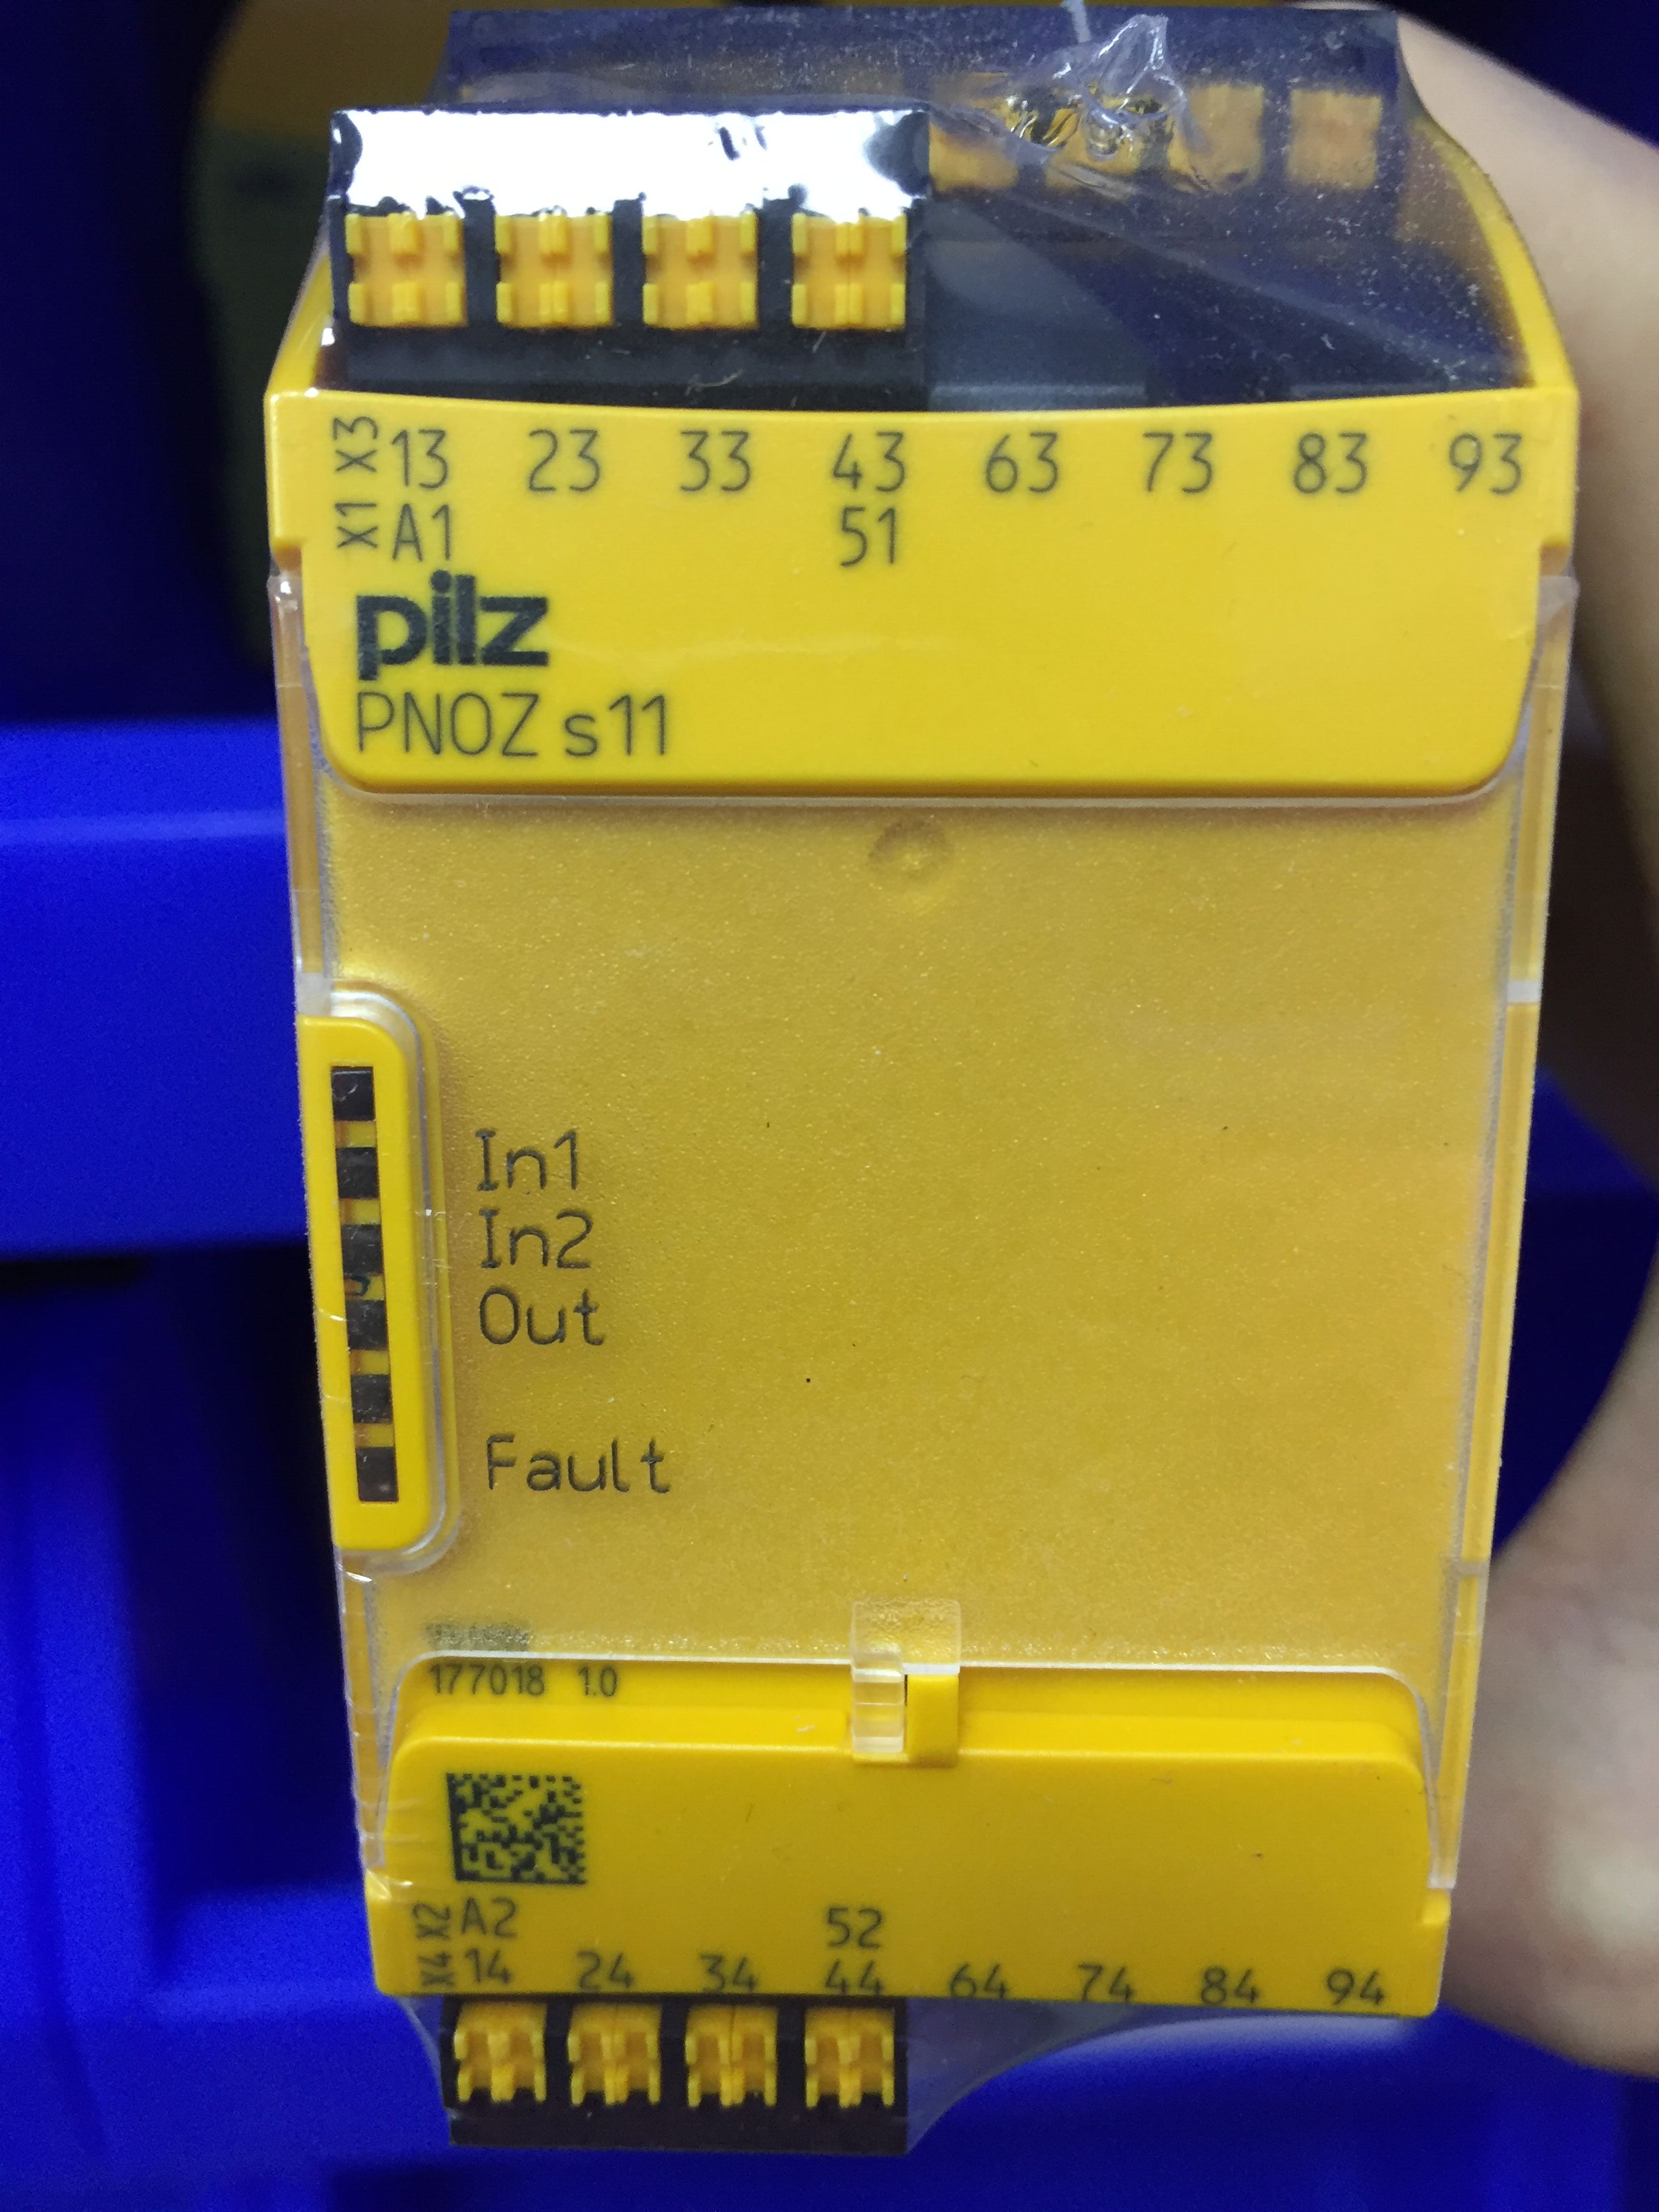 X3 13 23 33 43 63 73 83 93
X1 A1 51
pilz
PNOZ s11
In1
In2
Out
Fault
177018 1.0
X2 A2 52
X4 14 24 34 44 64 74 84 94